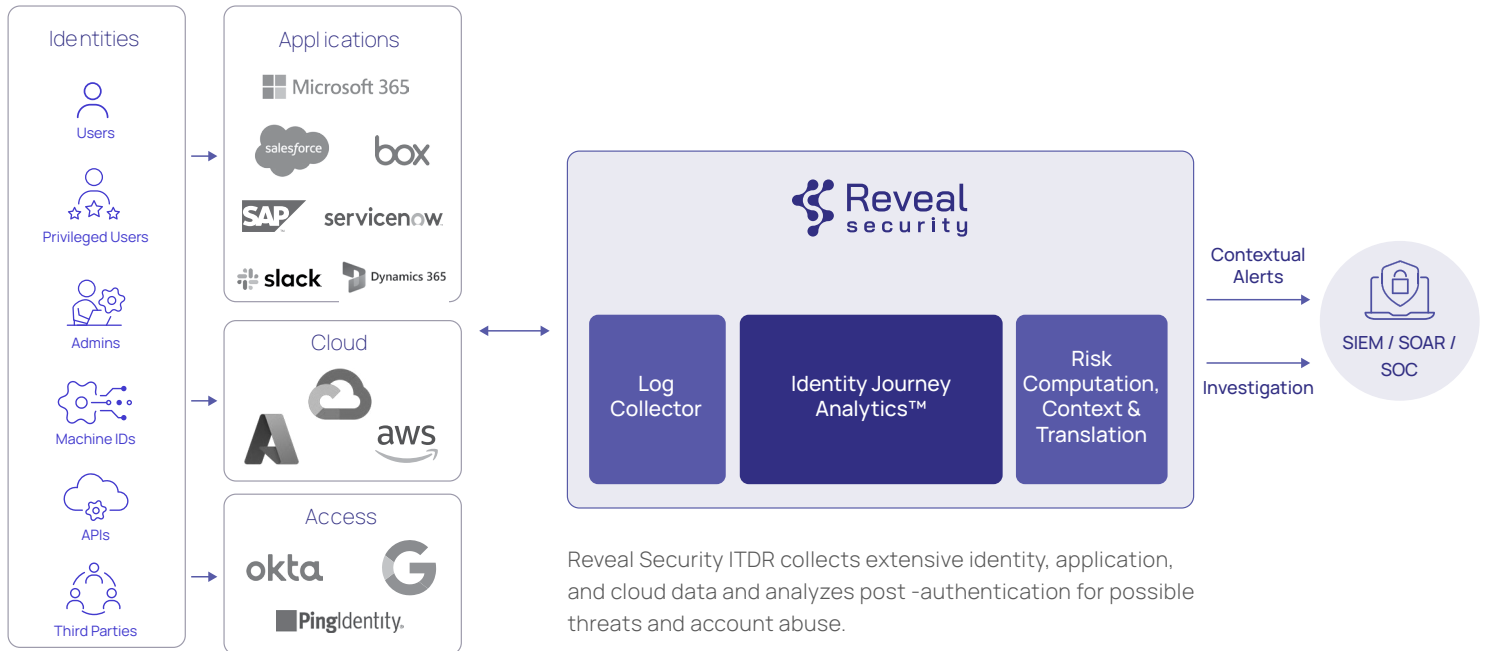 Identities
Users
Privileged Users
Admins
Machine IDs
APIs
Third Parties
Applications
Microsoft 365
salesforce
box
SAP
servicenow
slack
Dynamics 365
Cloud
aws
Access
okta
G
PingIdentity.
Reveal
security
Log
Collector
Identity Journey
Analytics™
Risk
Computation,
Context &
Translation
Contextual
Alerts
Investigation
SIEM / SOAR /
SOC
Reveal Security ITDR collects extensive identity, application,
and cloud data and analyzes post -authentication for possible
threats and account abuse.